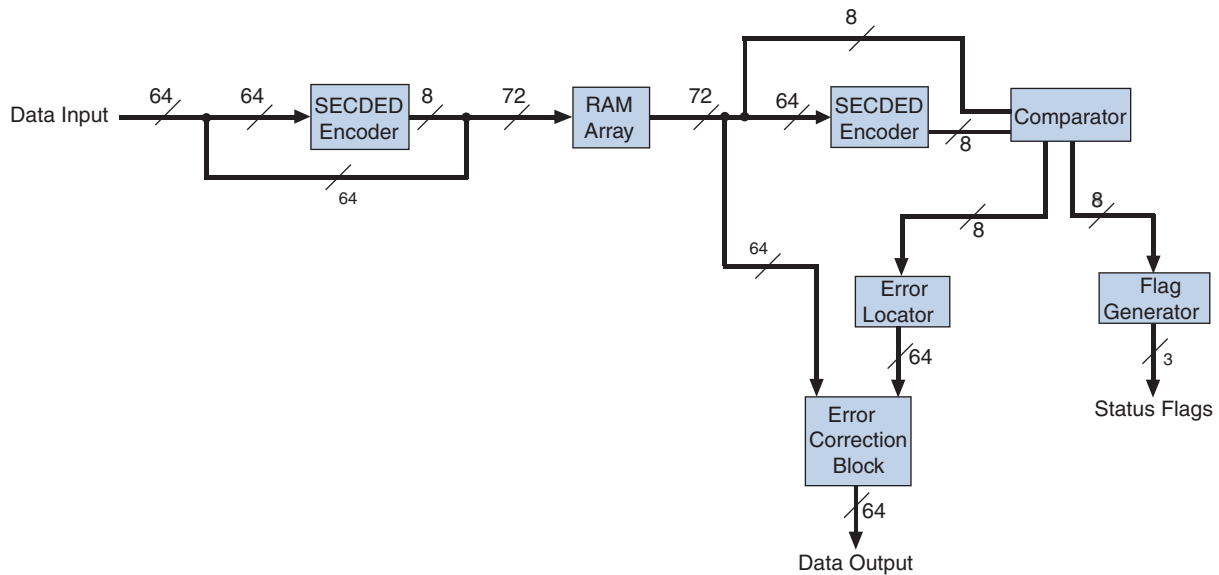 8
64
64
SECDED
Encoder
8
72
RAM
Array
72
64
SECDED
Encoder
8
Comparator
Data Input
64
8
8
64
Error
Locator
Flag
Generator
64
3
Status Flags
Error
Correction
Block
64
Data Output